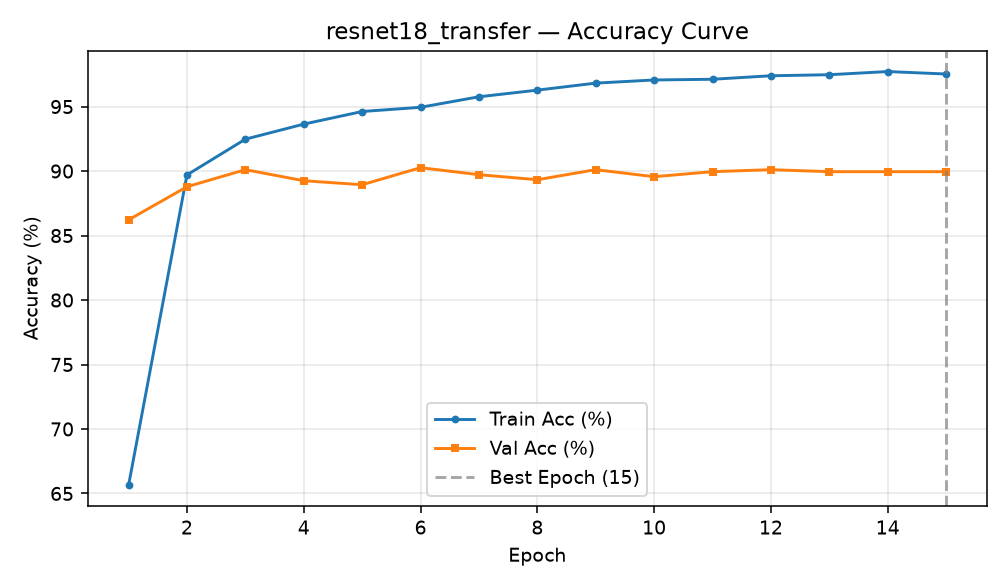 resnet18_transfer — Accuracy Curve
Accuracy (%)
95
90
85
80
75
70
65
Train Acc (%)
Val Acc (%)
Best Epoch (15)
2 4 6 8 10 12 14
Epoch